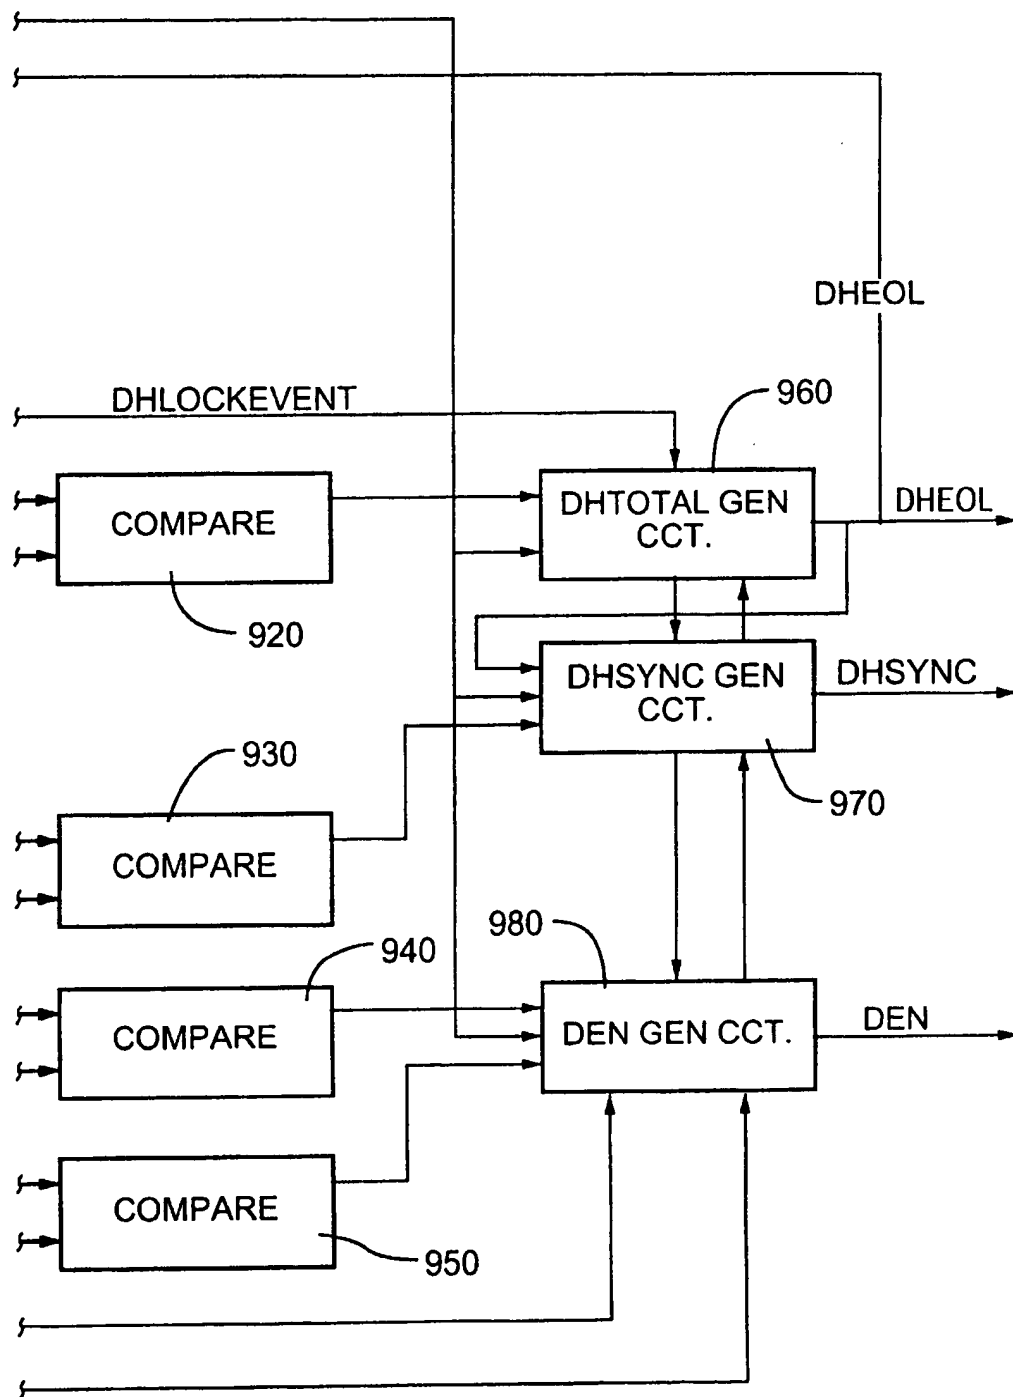 DHEOL
DHLOCKEVENT
960
COMPARE
DHTOTAL GEN
CCT.
DHEOL
920
DHSYNC GEN
CCT.
DHSYNC
930
970
COMPARE
980
940
COMPARE
DEN GEN CCT.
DEN
COMPARE
950